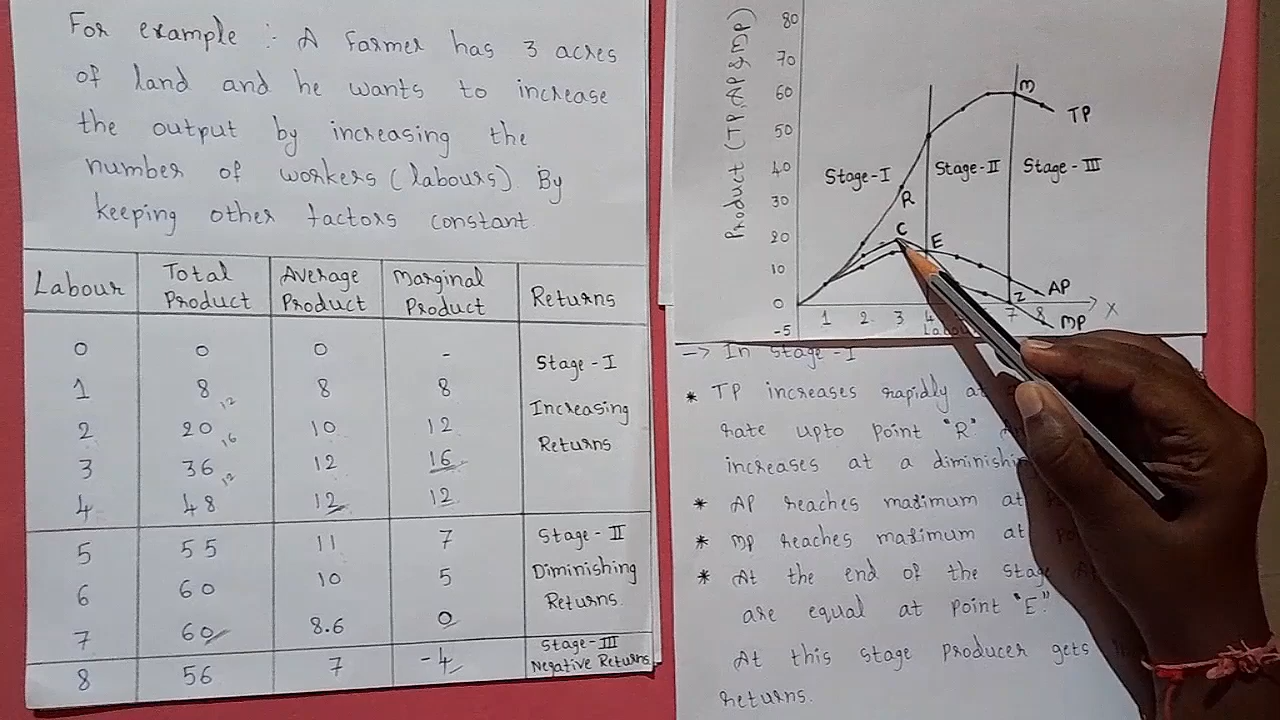 For example :- A farmer has 3 acres
of land and he wants to increase
the output by increasing the
number of workers (labours). By
keeping other factors constant.
Labour Total Product Average Product Marginal Product Returns
0 0 0 -
1 8 8 8
12
2 20 10 12
16
3 36 12 16
12
4 48 12 12
Stage-I
Increasing
Returns
5 55 11 7
6 60 10 5
7 60 8.6 0
Stage-II
Diminishing
Returns
8 56 7 -4
Stage-III
Negative Returns
Product (TP, AP & MP)
80
70
60
50
40
30
20
10
0
-5
Stage-I
Stage-II
Stage-III
M
TP
R
C
E
AP
Z
MP
X
1 2 3 4 7 8
-> In stage-I
* TP increases rapidly at
rate upto point "R"
increases at a
* AP reaches maximum at
* MP reaches maximum at
* At the end of the stage
are equal at point "E"
At this stage producer gets
returns.